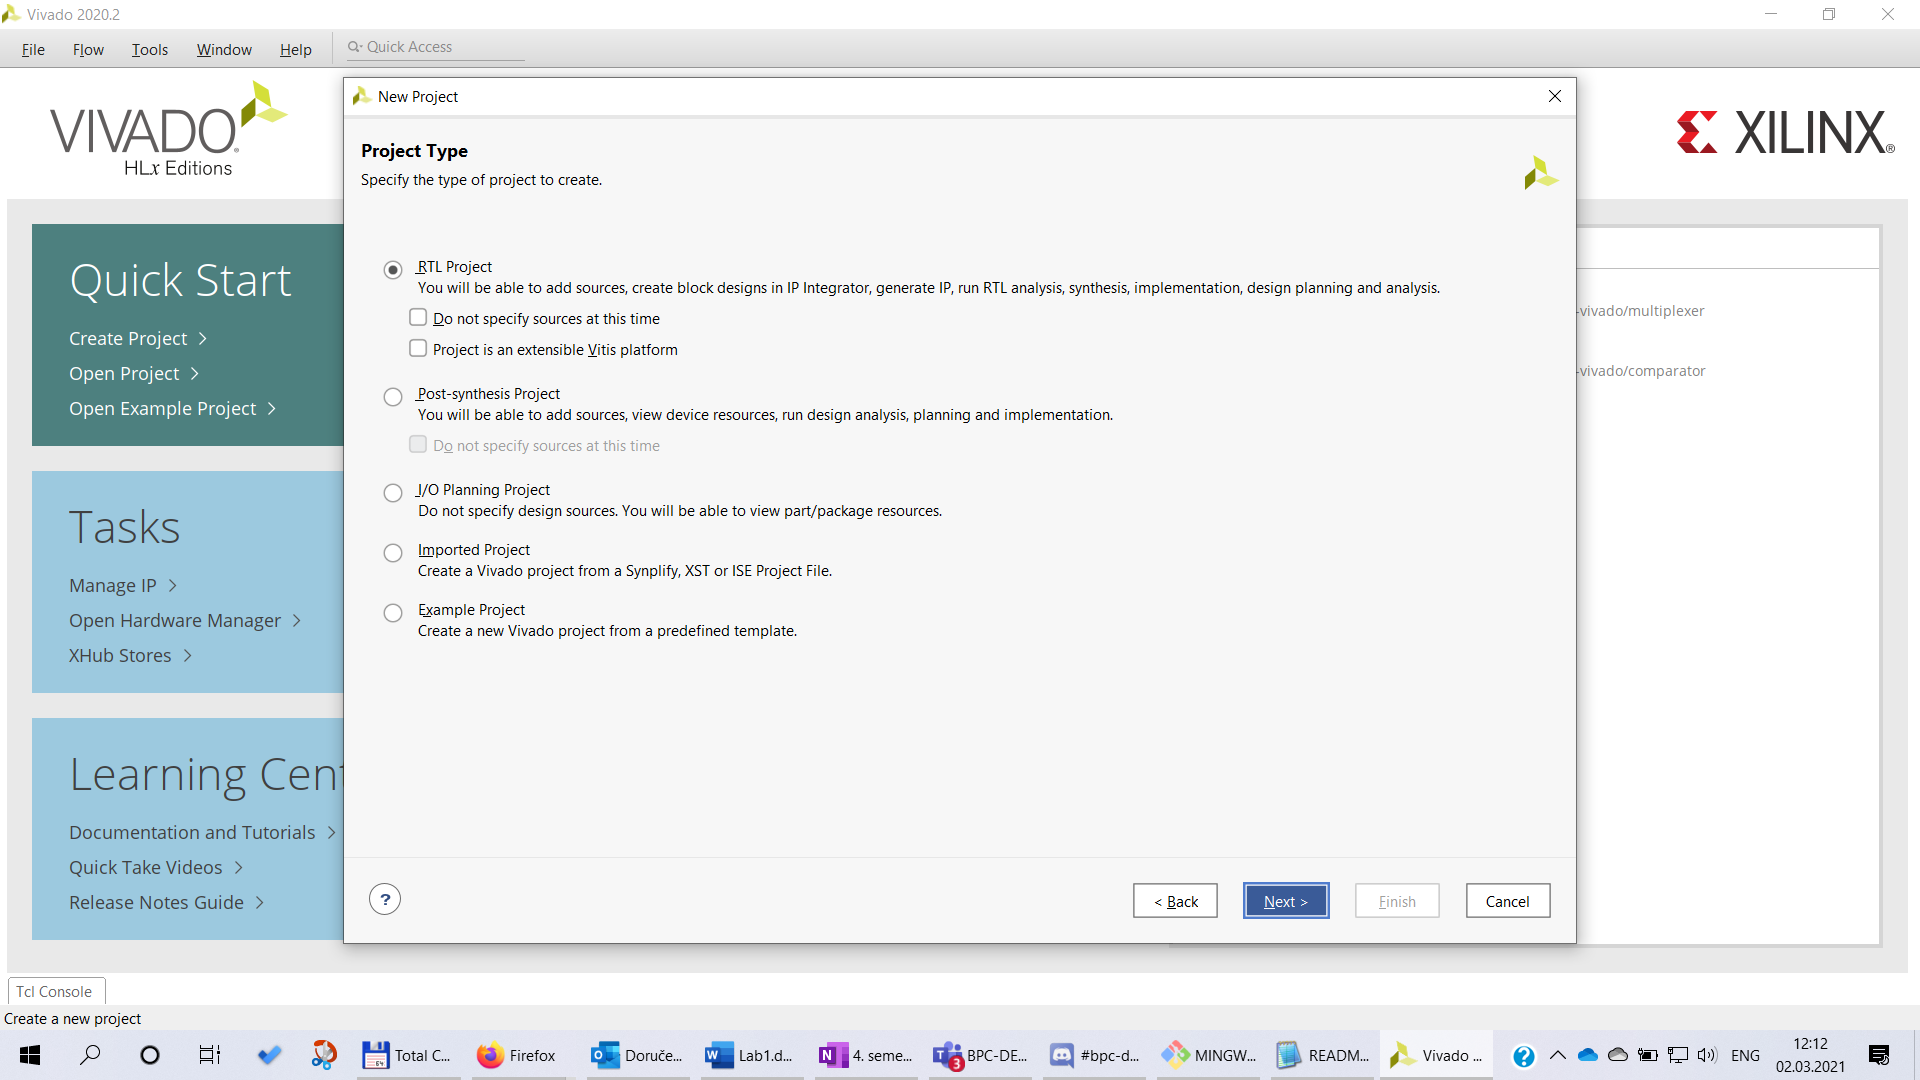 Vivado 2020.2
File Flow Tools Window Help Quick Access
VIVADO.
HLx Editions
XILINX®
New Project
Project Type
Specify the type of project to create.
RTL Project
You will be able to add sources, create block designs in IP Integrator, generate IP, run RTL analysis, synthesis, implementation, design planning and analysis.
Do not specify sources at this time
Project is an extensible Vitis platform
Post-synthesis Project
You will be able to add sources, view device resources, run design analysis, planning and implementation.
Do not specify sources at this time
I/O Planning Project
Do not specify design sources. You will be able to view part/package resources.
Imported Project
Create a Vivado project from a Synplify, XST or ISE Project File.
Example Project
Create a new Vivado project from a predefined template.
? < Back Next > Finish Cancel
Quick Start
Create Project >
Open Project >
Open Example Project >
Tasks
Manage IP >
Open Hardware Manager >
XHub Stores >
Learning Cent
Documentation and Tutorials >
Quick Take Videos >
Release Notes Guide >
-vivado/multiplexer
-vivado/comparator
Tcl Console
Create a new project
Total C... Firefox Doruče... Lab1.d... 4. seme... BPC-DE... #bpc-d... MINGW... READM... Vivado ... ENG
3
12:12
02.03.2021